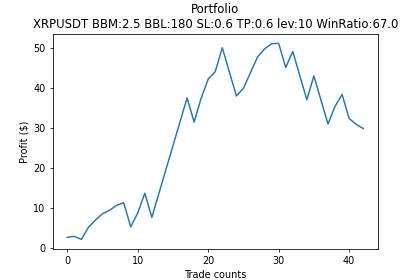 Portfolio
XRPUSDT BBM:2.5 BBL:180 SL:0.6 TP:0.6 lev:10 WinRatio:67.0
50
40
30
20
10
0
Profit ($)
0 10 20 30 40
Trade counts